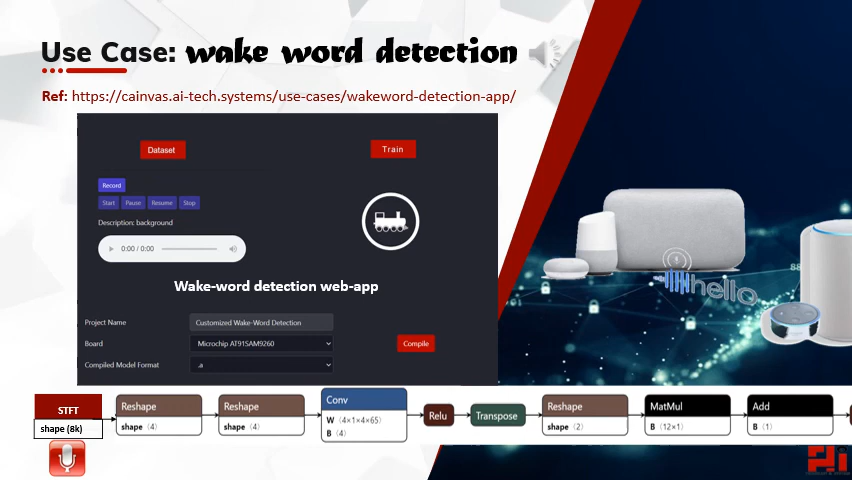 Use Case: wake word detection
Ref: https://cainvas.ai-tech.systems/use-cases/wakeword-detection-app/
Dataset
Train
Record
Start Pause Resume Stop
Description: background
0:00 / 0:00
Wake-word detection web-app
Project Name Customized Wake-Word Detection
Board Microchip AT91SAM9260
Compile
Compiled Model Format .a
hello
STFT
shape (8k)
Reshape
shape ⟨4⟩
Reshape
shape ⟨4⟩
Conv
W ⟨4×1×4×65⟩
B ⟨4⟩
Relu
Transpose
Reshape
shape ⟨2⟩
MatMul
B ⟨12×1⟩
Add
B ⟨1⟩